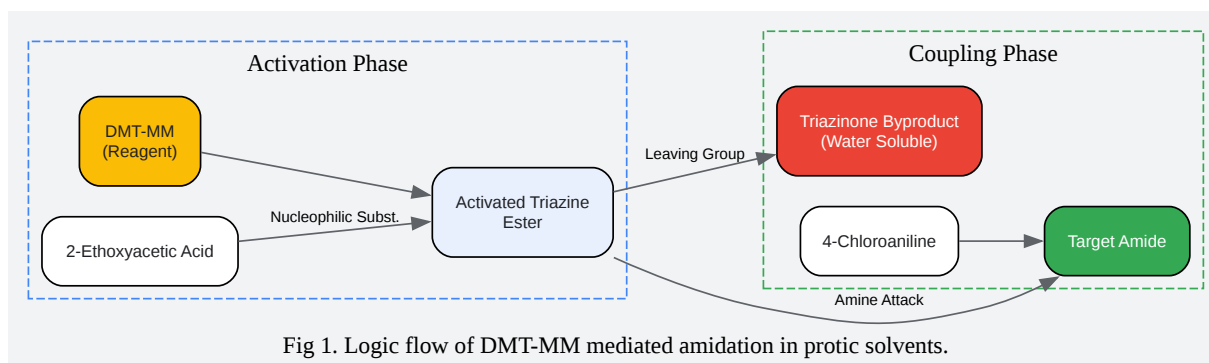 Activation Phase
DMT-MM
(Reagent)
2-Ethoxyacetic Acid
Nucleophilic Subst.
Activated Triazine
Ester
Coupling Phase
Leaving Group
Triazinone Byproduct
(Water Soluble)
4-Chloroaniline
Target Amide
Amine Attack
Fig 1. Logic flow of DMT-MM mediated amidation in protic solvents.